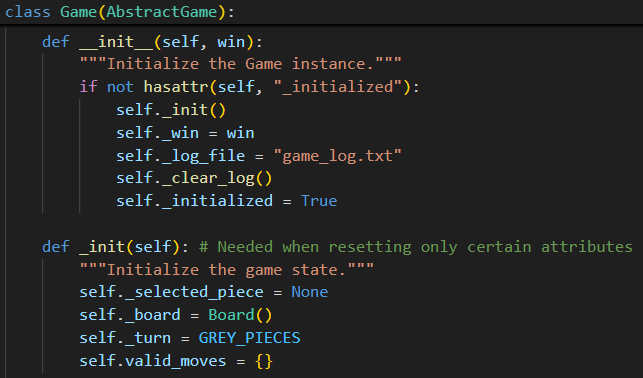 class Game(AbstractGame):
    def __init__(self, win):
        """Initialize the Game instance."""
        if not hasattr(self, "_initialized"):
            self._init()
            self._win = win
            self._log_file = "game_log.txt"
            self._clear_log()
            self._initialized = True
    def _init(self): # Needed when resetting only certain attributes
        """Initialize the game state."""
        self._selected_piece = None
        self._board = Board()
        self._turn = GREY_PIECES
        self.valid_moves = {}